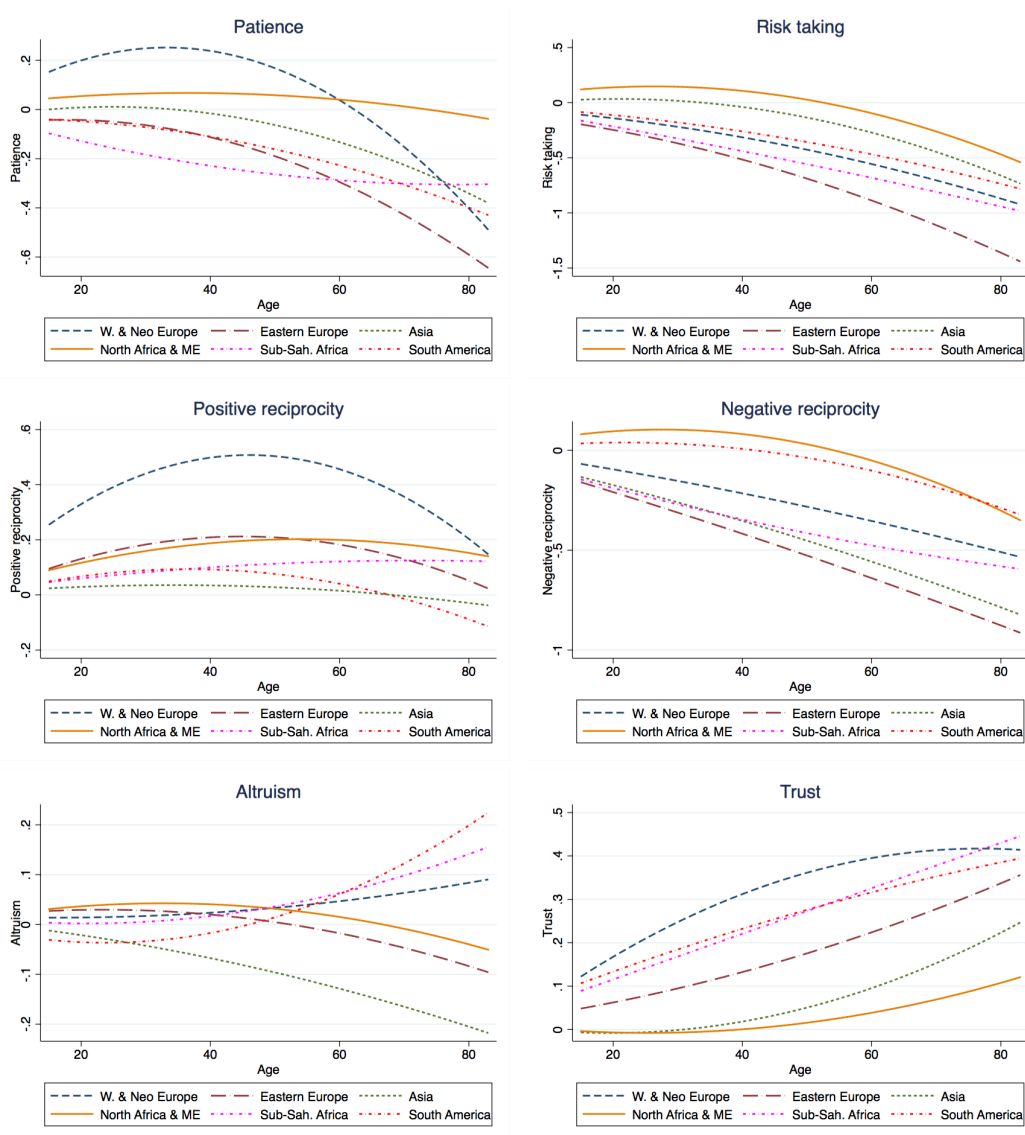 Patience
Patience
.2
0
-.2
-.4
-.6
20 40 60 80
Age
W. & Neo Europe Eastern Europe Asia
North Africa & ME Sub-Sah. Africa South America
Risk taking
Risk taking
.5
0
-.5
-1
-1.5
20 40 60 80
Age
W. & Neo Europe Eastern Europe Asia
North Africa & ME Sub-Sah. Africa South America
Positive reciprocity
Positive reciprocity
.6
.4
.2
0
-.2
20 40 60 80
Age
W. & Neo Europe Eastern Europe Asia
North Africa & ME Sub-Sah. Africa South America
Negative reciprocity
Negative reciprocity
0
-.5
-1
20 40 60 80
Age
W. & Neo Europe Eastern Europe Asia
North Africa & ME Sub-Sah. Africa South America
Altruism
Altruism
.2
.1
0
-.1
-.2
20 40 60 80
Age
W. & Neo Europe Eastern Europe Asia
North Africa & ME Sub-Sah. Africa South America
Trust
Trust
.5
.4
.3
.2
.1
0
20 40 60 80
Age
W. & Neo Europe Eastern Europe Asia
North Africa & ME Sub-Sah. Africa South America